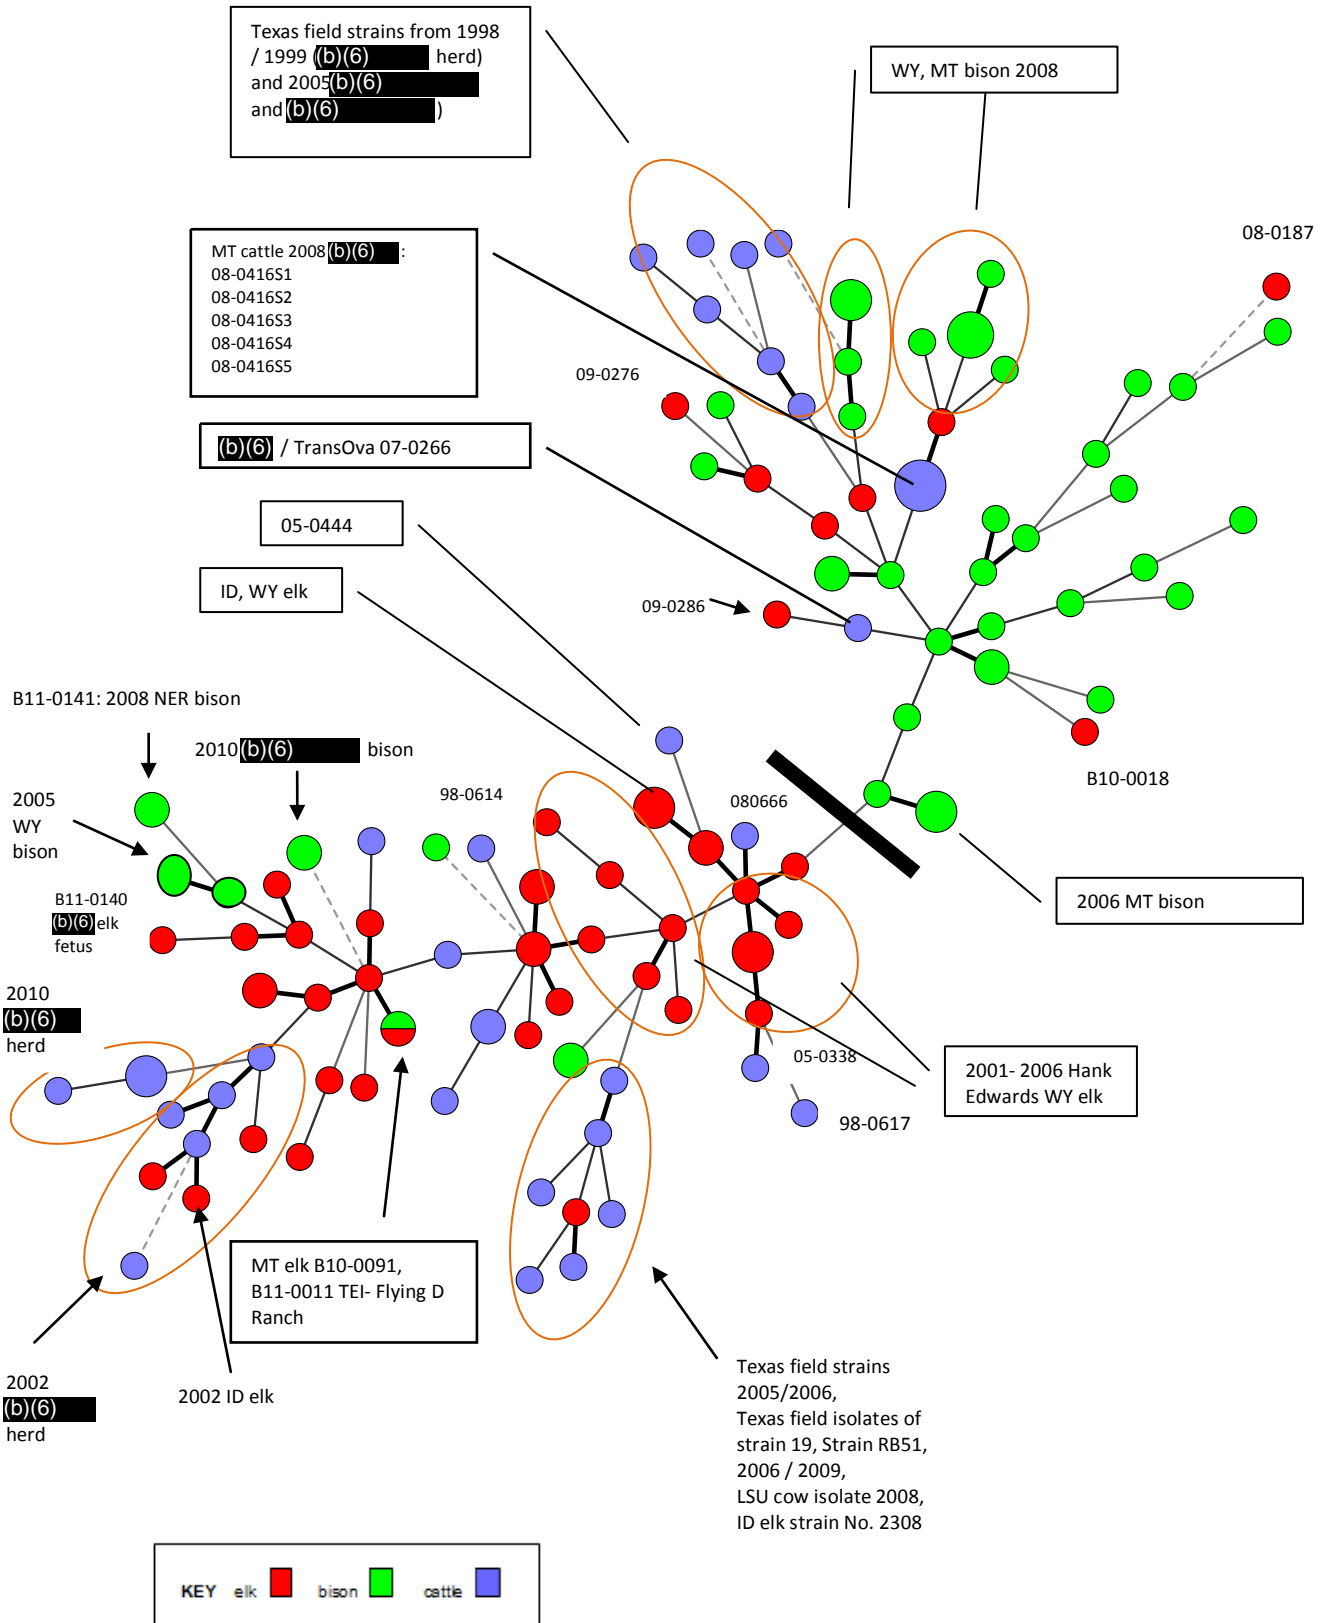 Texas field strains from 1998
/ 1999 ((b)(6) herd)
and 2005(b)(6)
and (b)(6) )
WY, MT bison 2008
08-0187
MT cattle 2008 (b)(6) :
08-0416S1
08-0416S2
08-0416S3
08-0416S4
08-0416S5
09-0276
(b)(6) / TransOva 07-0266
05-0444
ID, WY elk
09-0286
B11-0141: 2008 NER bison
2010(b)(6) bison
2005
WY
bison
98-0614
080666
B10-0018
2006 MT bison
B11-0140
(b)(6) elk
fetus
2010
(b)(6)
herd
05-0338
98-0617
2001- 2006 Hank
Edwards WY elk
MT elk B10-0091,
B11-0011 TEI- Flying D
Ranch
2002
(b)(6)
herd
2002 ID elk
Texas field strains
2005/2006,
Texas field isolates of
strain 19, Strain RB51,
2006 / 2009,
LSU cow isolate 2008,
ID elk strain No. 2308
KEY elk bison cattle